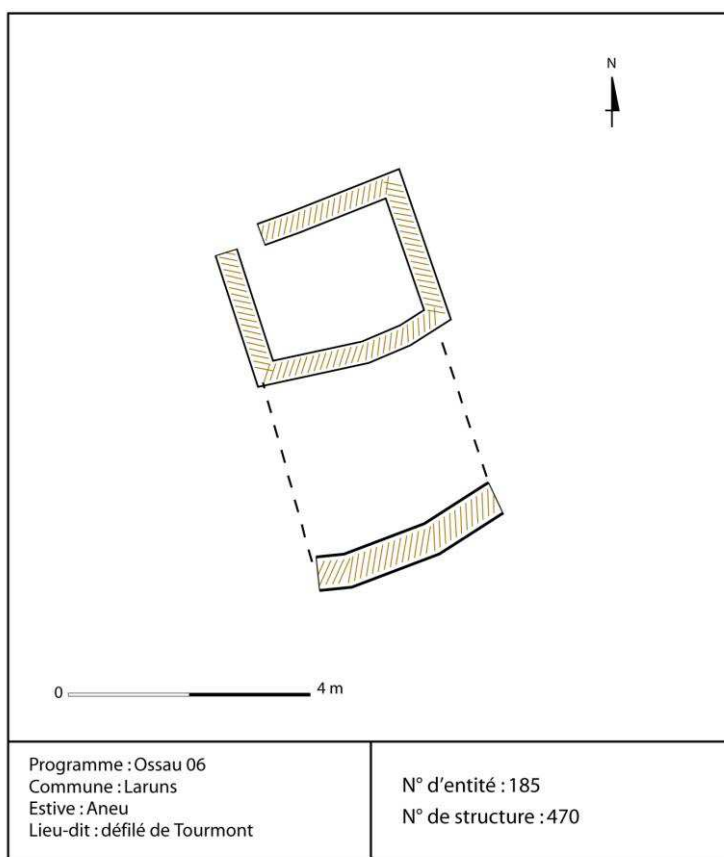 N
0 4 m
Programme : Ossau 06
Commune : Laruns
Estive : Aneu
Lieu-dit : défilé de Tourmont
N° d'entité : 185
N° de structure : 470